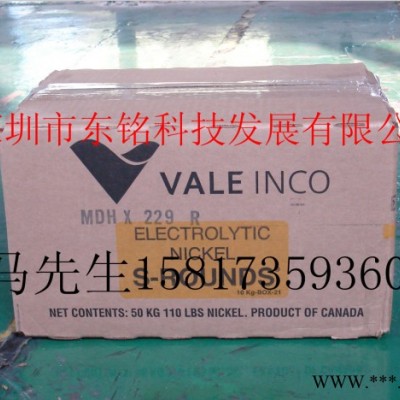 圳市东铭科技发展有限公司
VALE INCO
MDH X 229 R
ELECTROLYTIC
NICKEL
S-ROUNDS
马先生15817359360
NET CONTENTS: 50 KG 110 LBS NICKEL. PRODUCT OF CANADA
www.***.